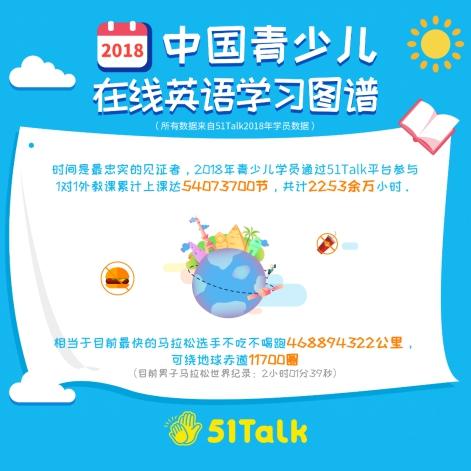 2018 中国青少儿
在线英语学习图谱
（所有数据来自51Talk2018年学员数据）
时间是最忠实的见证者，2018年青少儿学员通过51Talk平台参与
1对1外教课累计上课达54073700节，共计2253余万小时.
相当于目前最快的马拉松选手不吃不喝跑468894322公里，
可绕地球赤道11700圈
（目前男子马拉松世界纪录：2小时01分39秒）
51Talk